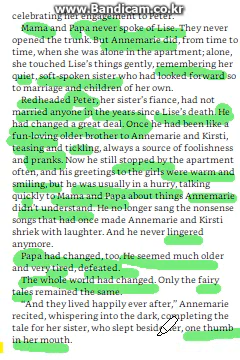 www.Bandicam.co.kr
celebrating her engagement to Peter.
Mama and Papa never spoke of Lise. They never
opened the trunk. But Annemarie did, from time to
time, when she was alone in the apartment; alone,
she touched Lise's things gently, remembering her
quiet, soft-spoken sister who had looked forward so
to marriage and children of her own.
Redheaded Peter, her sister's fiance, had not
married anyone in the years since Lise's death. He
had changed a great deal. Once he had been like a
fun-loving older brother to Annemarie and Kirsti,
teasing and tickling, always a source of foolishness
and pranks. Now he still stopped by the apartment
often, and his greetings to the girls were warm and
smiling, but he was usually in a hurry, talking
quickly to Mama and Papa about things Annemarie
didn't understand. He no longer sang the nonsense
songs that had once made Annemarie and Kirsti
shriek with laughter. And he never lingered
anymore.
Papa had changed, too. He seemed much older
and very tired, defeated.
The whole world had changed. Only the fairy
tales remained the same.
"And they lived happily ever after," Annemarie
recited, whispering into the dark, completing the
tale for her sister, who slept beside her, one thumb
in her mouth.